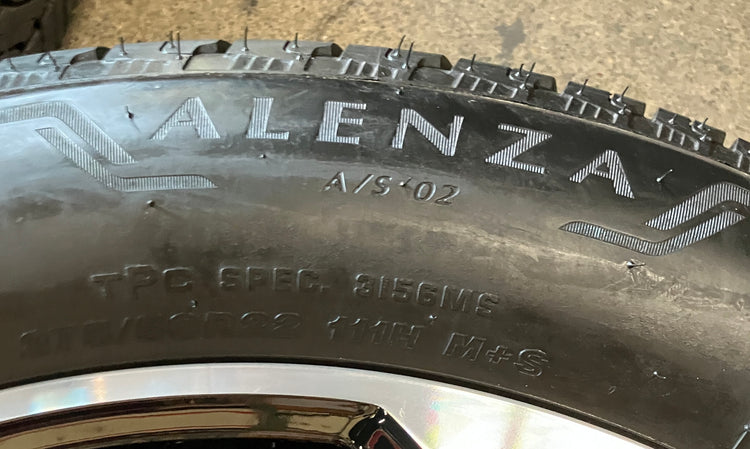 ALENZA
A/S 02
TPC SPEC. 3156MS
111H M+S